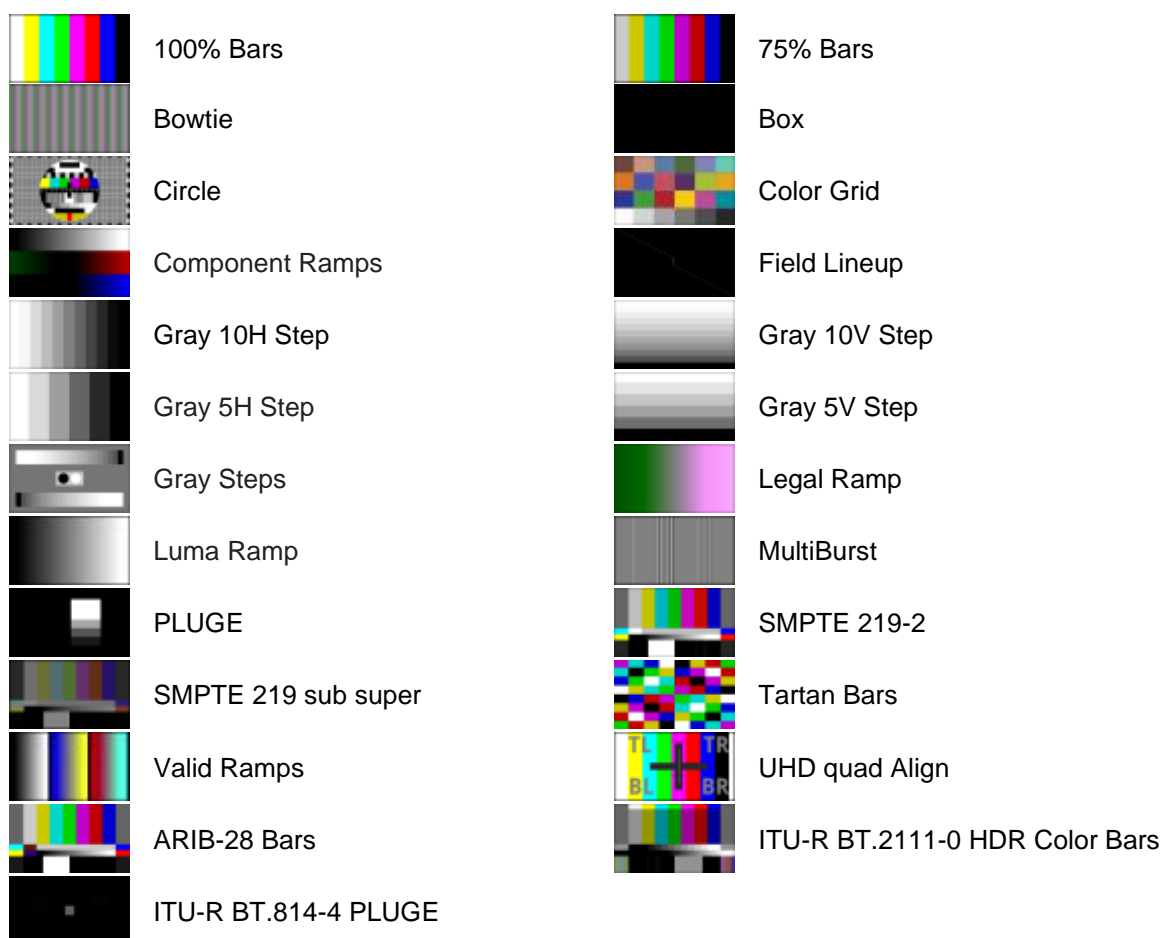 100% Bars
75% Bars
Bowtie
Box
Circle
Color Grid
Component Ramps
Field Lineup
Gray 10H Step
Gray 10V Step
Gray 5H Step
Gray 5V Step
Gray Steps
Legal Ramp
Luma Ramp
MultiBurst
PLUGE
SMPTE 219-2
SMPTE 219 sub super
Tartan Bars
Valid Ramps
TL TR
BL BR
UHD quad Align
ARIB-28 Bars
ITU-R BT.2111-0 HDR Color Bars
ITU-R BT.814-4 PLUGE